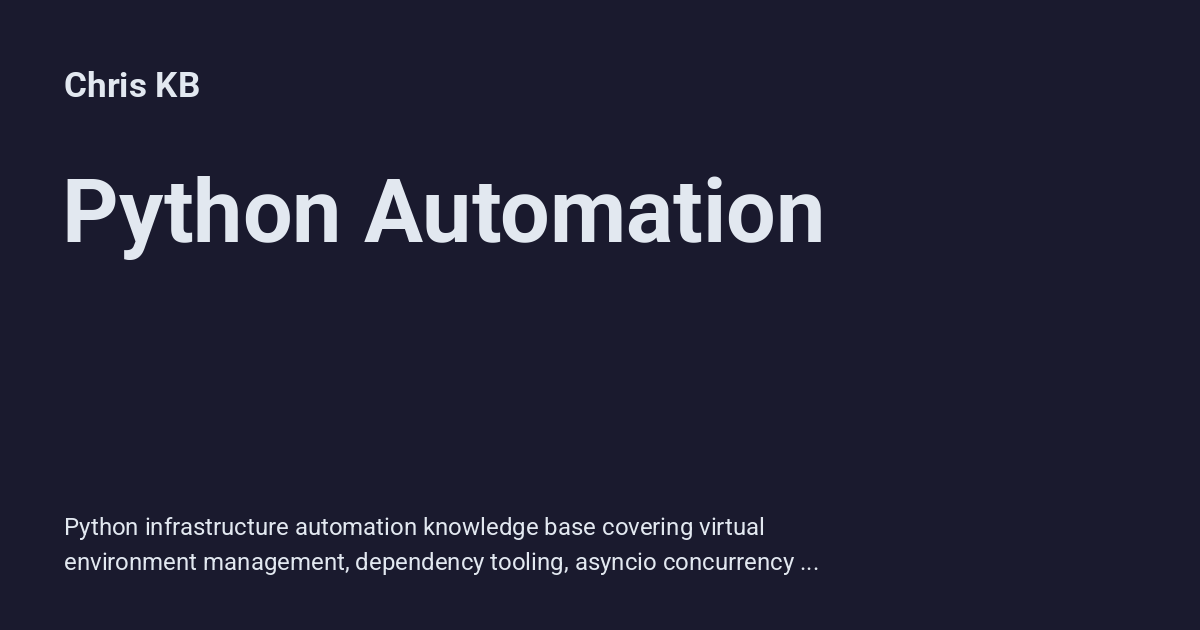 Chris KB
Python Automation
Python infrastructure automation knowledge base covering virtual
environment management, dependency tooling, asyncio concurrency ...